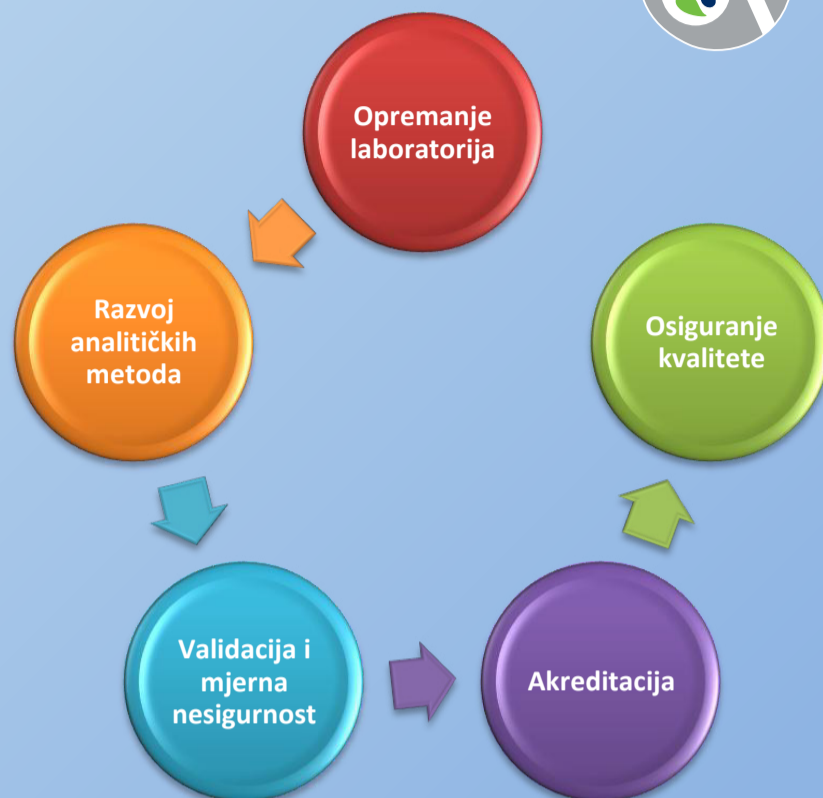 Opremanje
laboratorija
Razvoj
analitičkih
metoda
Validacija i
mjerna
nesigurnost
Akreditacija
Osiguranje
kvalitete